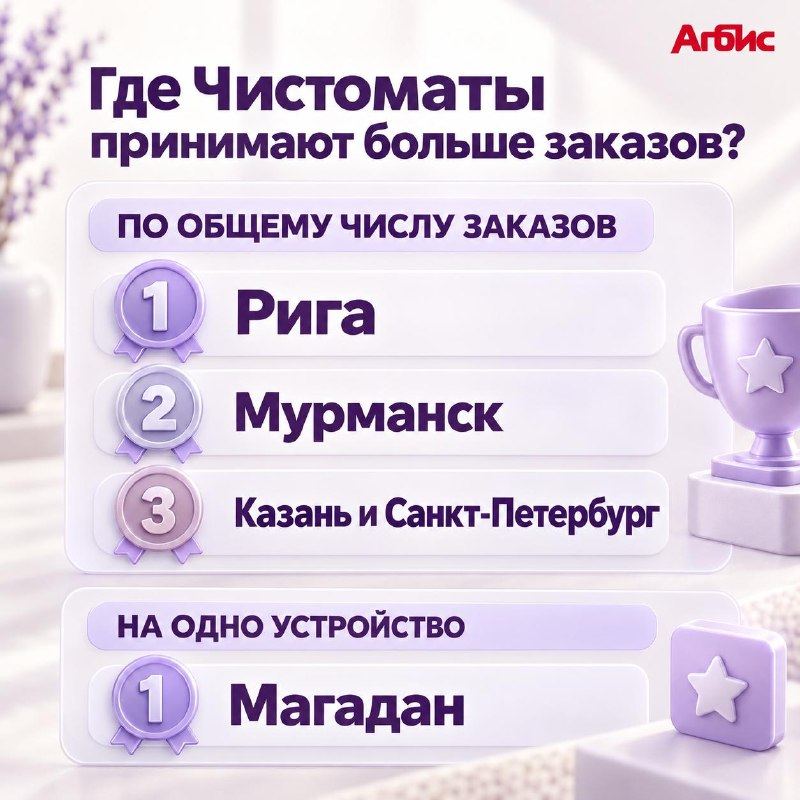 Агбис
Где Чистоматы
принимают больше заказов?
ПО ОБЩЕМУ ЧИСЛУ ЗАКАЗОВ
1 Рига
2 Мурманск
3 Казань и Санкт-Петербург
НА ОДНО УСТРОЙСТВО
1 Магадан